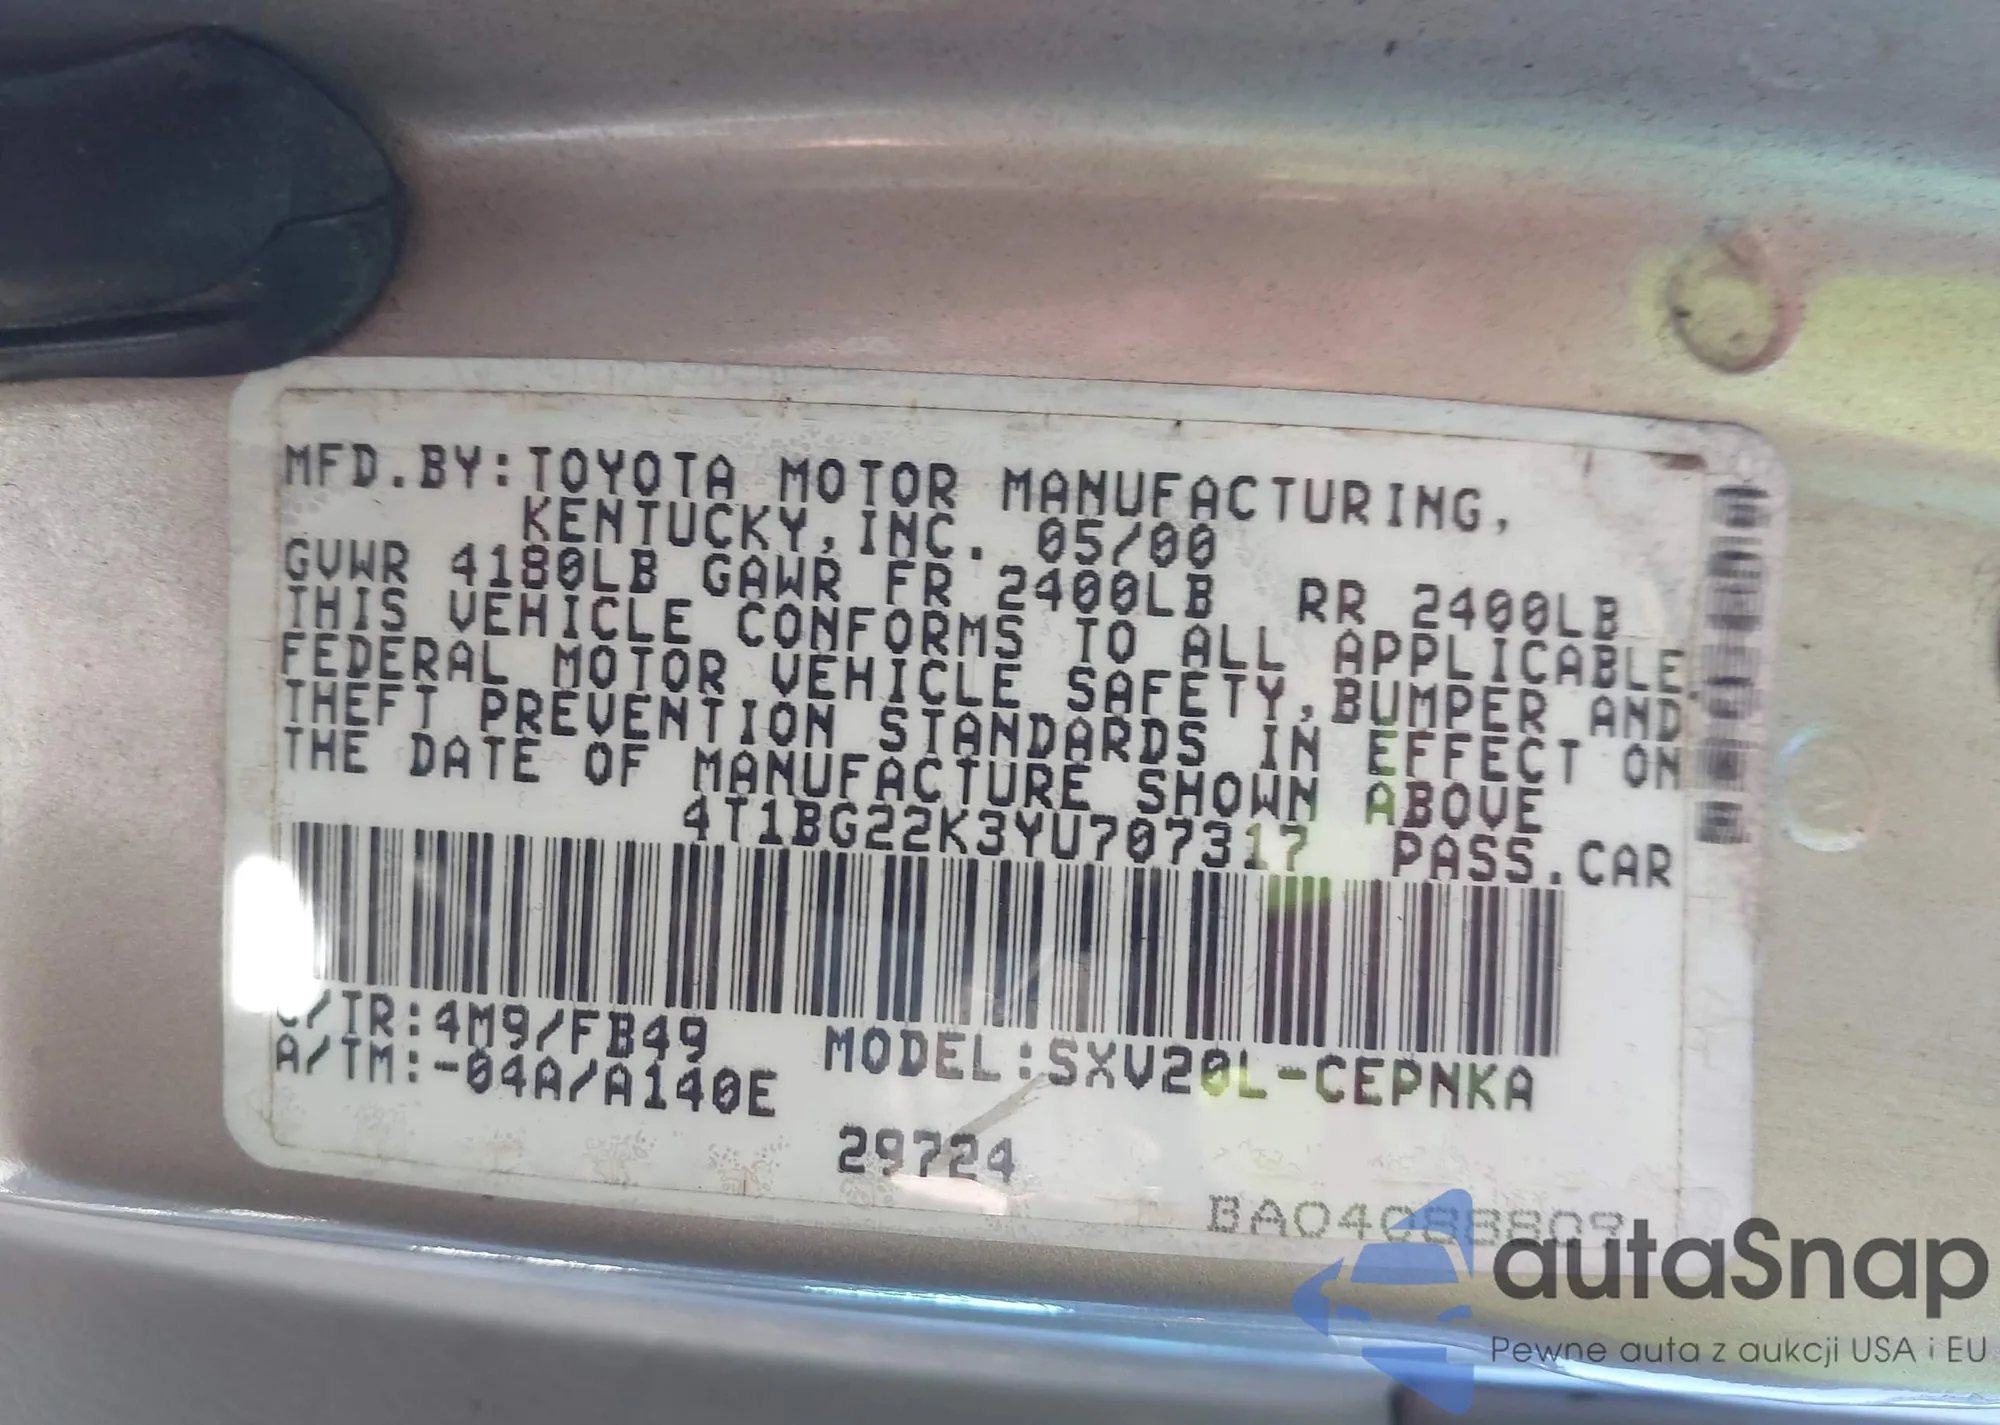 MFD.BY:TOYOTA MOTOR MANUFACTURING,
KENTUCKY,INC. 05/00
GVWR 4180LB GAWR FR 2400LB RR 2400LB
THIS VEHICLE CONFORMS TO ALL APPLICABLE
FEDERAL MOTOR VEHICLE SAFETY,BUMPER AND
THEFT PREVENTION STANDARDS IN EFFECT ON
THE DATE OF MANUFACTURE SHOWN ABOVE
4T1BG22K3YU707317 PASS.CAR
/TR:4M9/FB49
A/TM:-04A/A140E
MODEL:SXV20L-CEPNKA
29724
BA04088809
autaSnap
Pewne auta z aukcji USA i EU